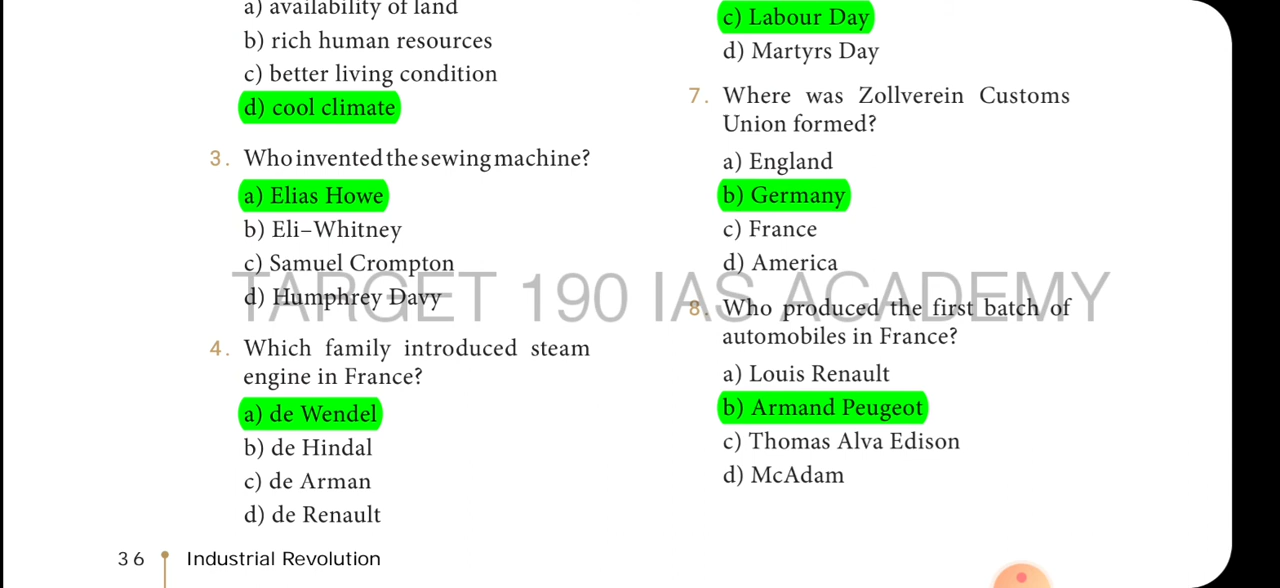 a) availability of land
b) rich human resources
c) better living condition
d) cool climate
3. Who invented the sewing machine?
a) Elias Howe
b) Eli–Whitney
c) Samuel Crompton
d) Humphrey Davy
4. Which family introduced steam
engine in France?
a) de Wendel
b) de Hindal
c) de Arman
d) de Renault
c) Labour Day
d) Martyrs Day
7. Where was Zollverein Customs
Union formed?
a) England
b) Germany
c) France
d) America
8. Who produced the first batch of
automobiles in France?
a) Louis Renault
b) Armand Peugeot
c) Thomas Alva Edison
d) McAdam
TARGET 190 IAS ACADEMY
36 Industrial Revolution